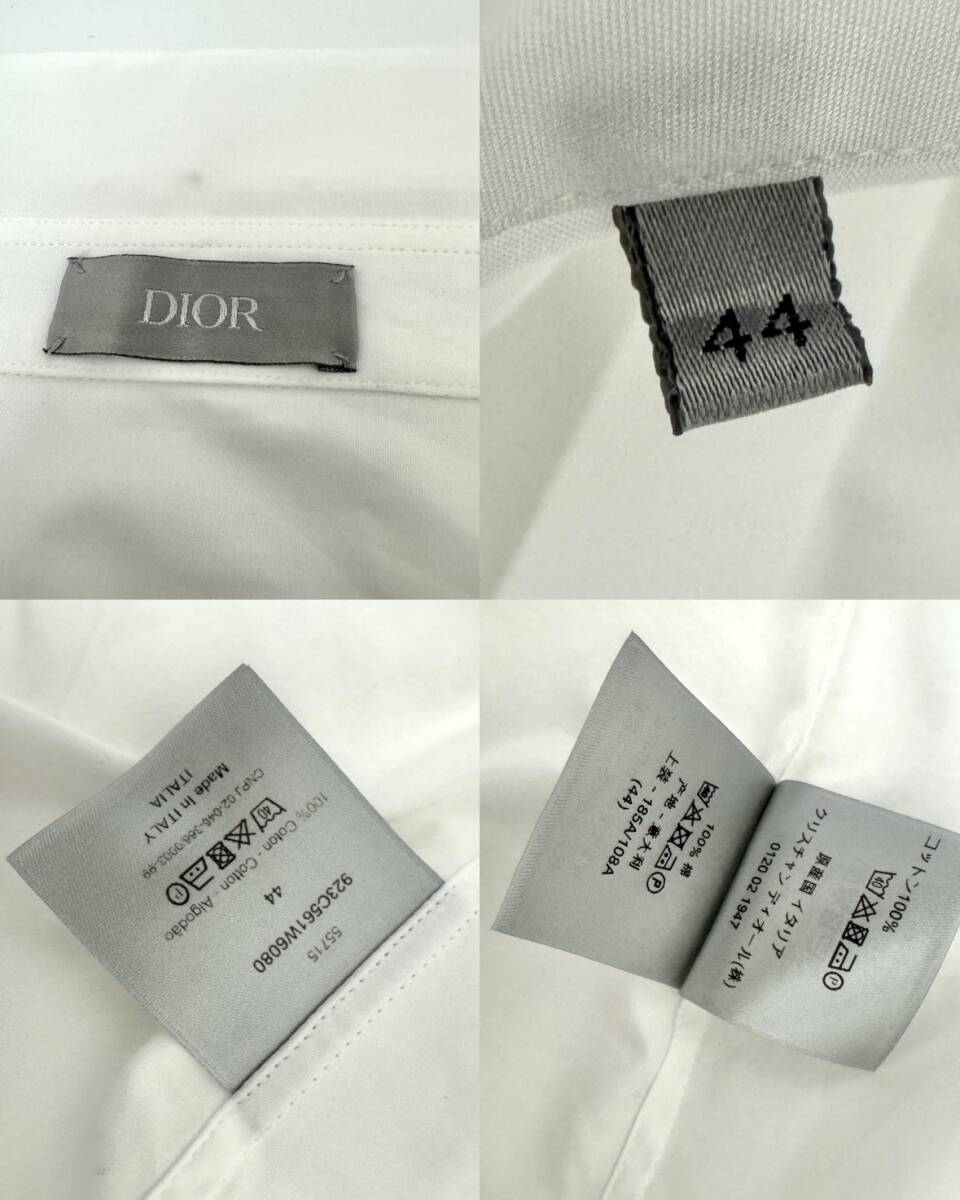 DIOR
44
55715
923C561W6080
44
100% Coton-Cotton- Algodão
40 P
CNPJ 02-046-366/0003-99
Made in ITALY
ITALIA
コットン100%
40 P
原産国イタリア
クリスチャンディオール(株)
0120 02 1947
100% 棉
40 P
产地 - 意大利
上装 - 185A/108A
(44)